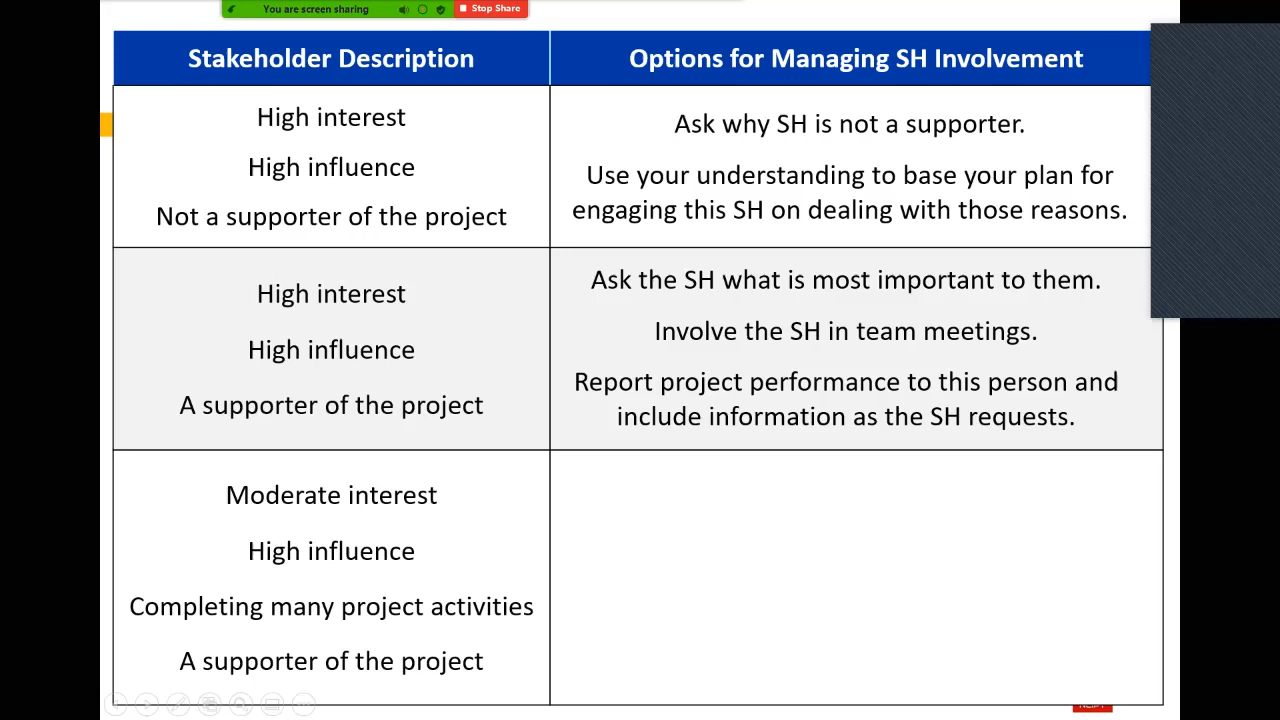 You are screen sharing
Stop Share
Stakeholder Description
Options for Managing SH Involvement
High interest
High influence
Not a supporter of the project
Ask why SH is not a supporter.
Use your understanding to base your plan for
engaging this SH on dealing with those reasons.
High interest
High influence
A supporter of the project
Ask the SH what is most important to them.
Involve the SH in team meetings.
Report project performance to this person and
include information as the SH requests.
Moderate interest
High influence
Completing many project activities
A supporter of the project